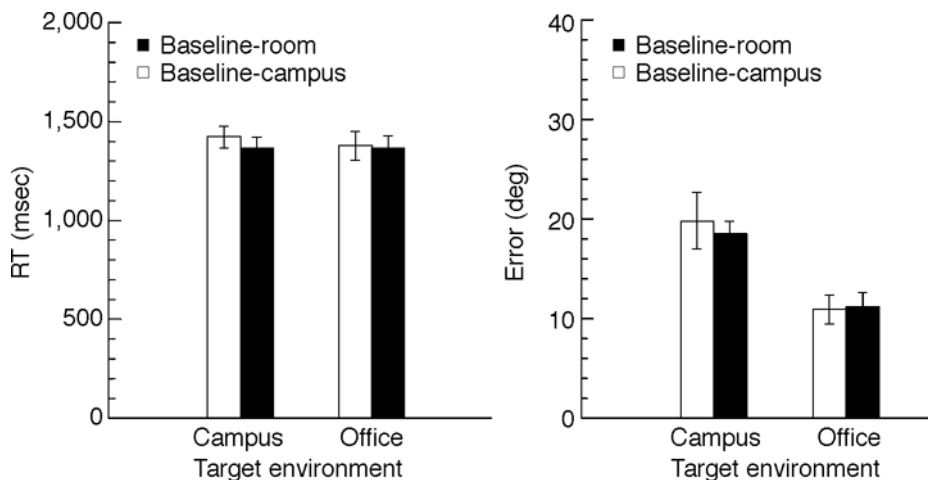 2,000
1,500
1,000
500
0
RT (msec)
Baseline-room
Baseline-campus
Campus
Office
Target environment
40
30
20
10
0
Error (deg)
Baseline-room
Baseline-campus
Campus
Office
Target environment